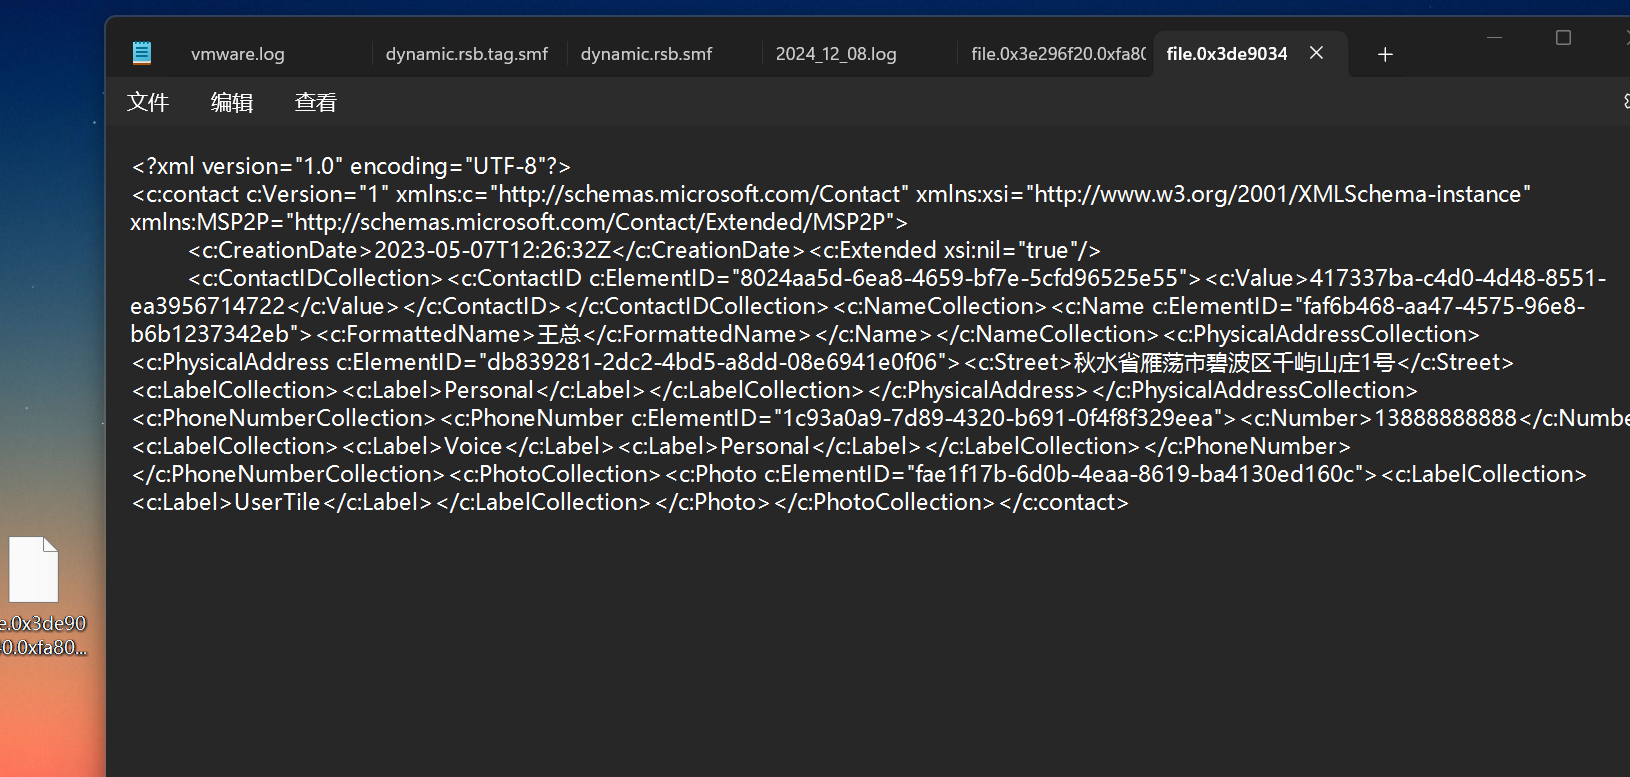 vmware.log dynamic.rsb.tag.smf dynamic.rsb.smf 2024_12_08.log file.0x3e296f20.0xfa80 file.0x3de9034
文件 编辑 查看
<?xml version="1.0" encoding="UTF-8"?>
<c:contact c:Version="1" xmlns:c="http://schemas.microsoft.com/Contact" xmlns:xsi="http://www.w3.org/2001/XMLSchema-instance"
xmlns:MSP2P="http://schemas.microsoft.com/Contact/Extended/MSP2P">
<c:CreationDate>2023-05-07T12:26:32Z</c:CreationDate><c:Extended xsi:nil="true"/>
<c:ContactIDCollection><c:ContactID c:ElementID="8024aa5d-6ea8-4659-bf7e-5cfd96525e55"><c:Value>417337ba-c4d0-4d48-8551-
ea3956714722</c:Value></c:ContactID></c:ContactIDCollection><c:NameCollection><c:Name c:ElementID="faf6b468-aa47-4575-96e8-
b6b1237342eb"><c:FormattedName>王总</c:FormattedName></c:Name></c:NameCollection><c:PhysicalAddressCollection>
<c:PhysicalAddress c:ElementID="db839281-2dc2-4bd5-a8dd-08e6941e0f06"><c:Street>秋水省雁荡市碧波区千屿山庄1号</c:Street>
<c:LabelCollection><c:Label>Personal</c:Label></c:LabelCollection></c:PhysicalAddress></c:PhysicalAddressCollection>
<c:PhoneNumberCollection><c:PhoneNumber c:ElementID="1c93a0a9-7d89-4320-b691-0f4f8f329eea"><c:Number>13888888888</c:Numbe
<c:LabelCollection><c:Label>Voice</c:Label><c:Label>Personal</c:Label></c:LabelCollection></c:PhoneNumber>
</c:PhoneNumberCollection><c:PhotoCollection><c:Photo c:ElementID="fae1f17b-6d0b-4eaa-8619-ba4130ed160c"><c:LabelCollection>
<c:Label>UserTile</c:Label></c:LabelCollection></c:Photo></c:PhotoCollection></c:contact>
e.0x3de90
0.0xfa80...